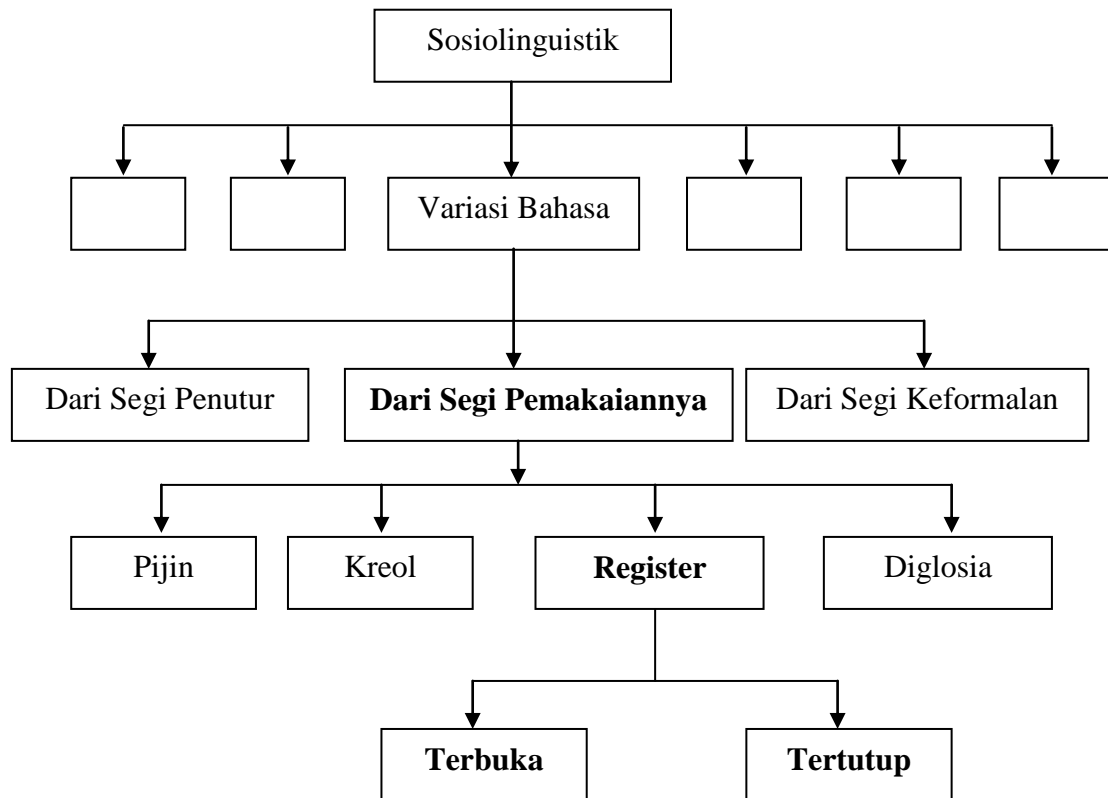 Sosiolinguistik
Variasi Bahasa
Dari Segi Penutur
Dari Segi Pemakaiannya
Dari Segi Keformalan
Pijin
Kreol
Register
Diglosia
Terbuka
Tertutup